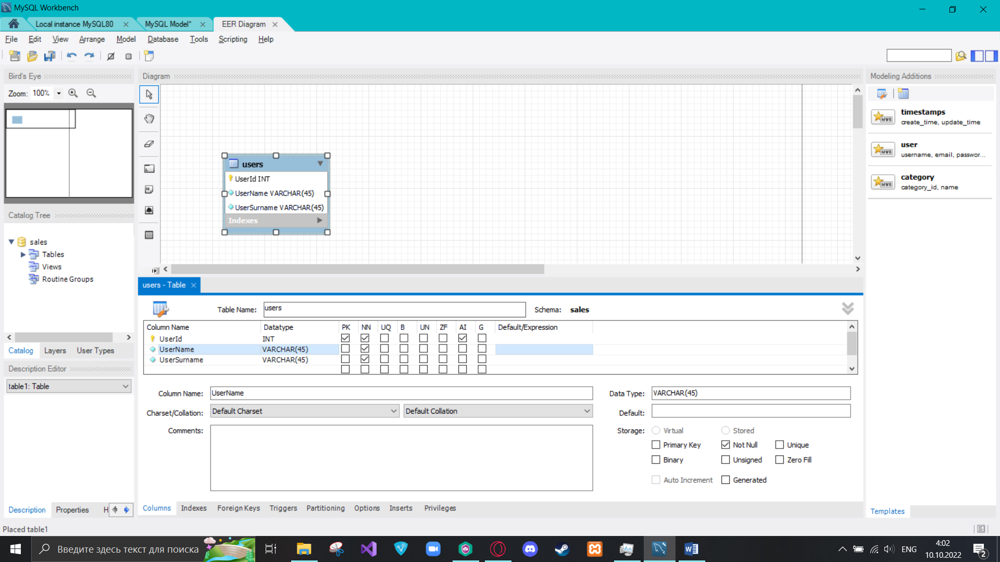 MySQL Workbench
Local instance MySQL80
MySQL Model*
EER Diagram
File Edit View Arrange Model Database Tools Scripting Help
Bird's Eye
Zoom: 100%
Catalog Tree
sales
Tables
Views
Routine Groups
Catalog Layers User Types
Description Editor
table1: Table
Description Properties H
Diagram
users
UserId INT
UserName VARCHAR(45)
UserSurname VARCHAR(45)
Indexes
users - Table
Table Name: users Schema: sales
Column Name Datatype PK NN UQ B UN ZF AI G Default/Expression
UserId INT
UserName VARCHAR(45)
UserSurname VARCHAR(45)
Column Name: UserName Data Type: VARCHAR(45)
Charset/Collation: Default Charset Default Collation Default:
Comments: Storage: Virtual Stored
Primary Key Not Null Unique
Binary Unsigned Zero Fill
Auto Increment Generated
Columns Indexes Foreign Keys Triggers Partitioning Options Inserts Privileges
Modeling Additions
MWB
timestamps
create_time, update_time
MWB
user
username, email, passwor...
MWB
category
category_id, name
Templates
Placed table1
Введите здесь текст для поиска
ENG
4:02
10.10.2022
2